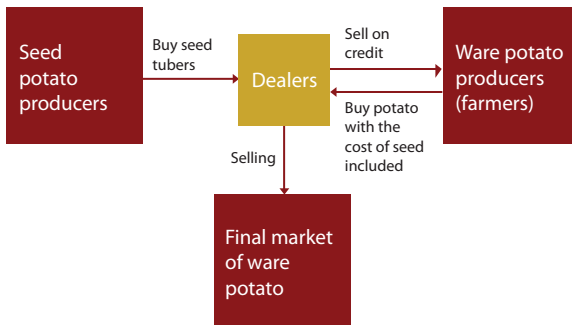 Seed
potato
producers
Buy seed
tubers
Dealers
Sell on
credit
Buy potato
with the
cost of seed
included
Ware potato
producers
(farmers)
Selling
Final market
of ware
potato